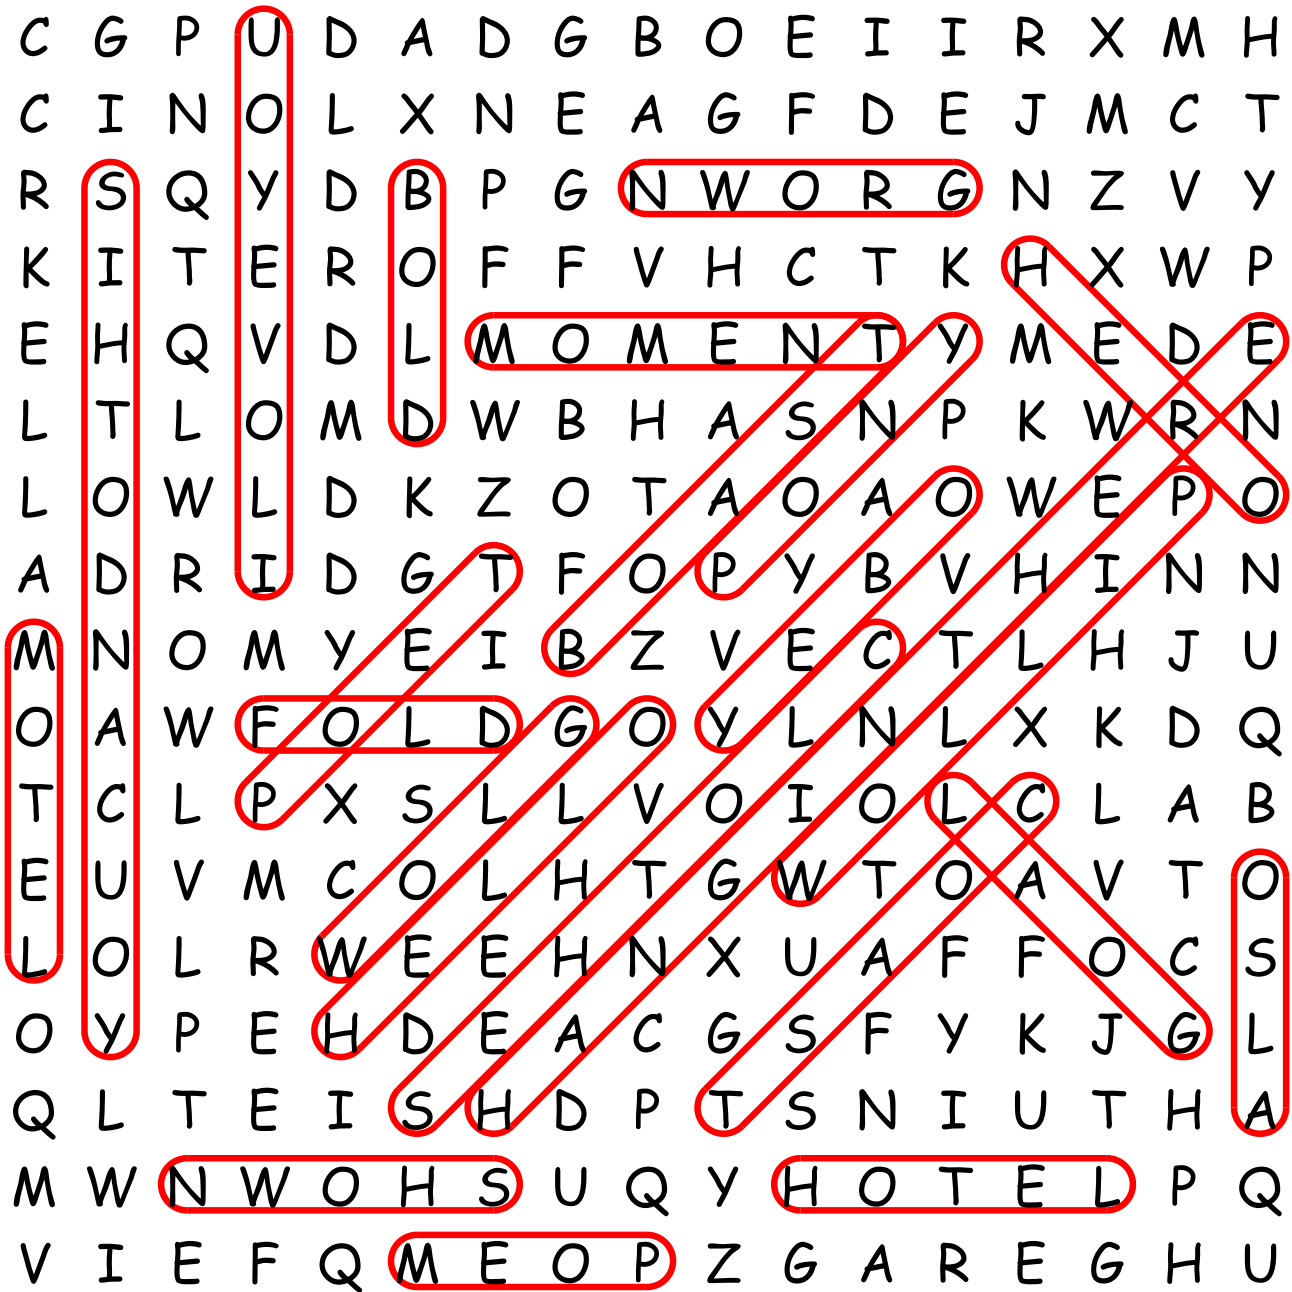 C G P U D A D G B O E I I R X M H
C I N O L X N E A G F D E J M C T
R S Q Y D B P G N W O R G N Z V Y
K I T E R O F F V H C T K H X W P
E H Q V D L M O M E N T Y M E D E
L T L O M D W B H A S N P K W R N
L O W L D K Z O T A O A O W E P O
A D R I D G T F O P Y B V H I N N
M N O M Y E I B Z V E C T L H J U
O A W F O L D G O Y L N L X K D Q
T C L P X S L L V O I O L C L A B
E U V M C O L H T G W T O A V T O
L O L R W E E H N X U A F F O C S
O Y P E H D E A C G S F Y K J G L
Q L T E I S H D P T S N I U T H A
M W N W O H S U Q Y H O T E L P Q
V I E F Q M E O P Z G A R E G H U